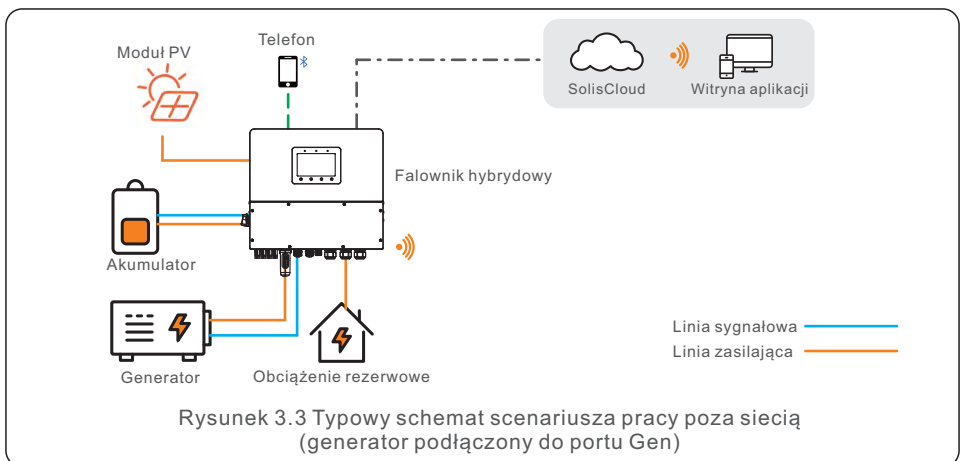 Moduł PV
Telefon
SolisCloud
Witryna aplikacji
Falownik hybrydowy
Akumulator
Generator
Obciążenie rezerwowe
Linia sygnałowa
Linia zasilająca
Rysunek 3.3 Typowy schemat scenariusza pracy poza siecią
(generator podłączony do portu Gen)